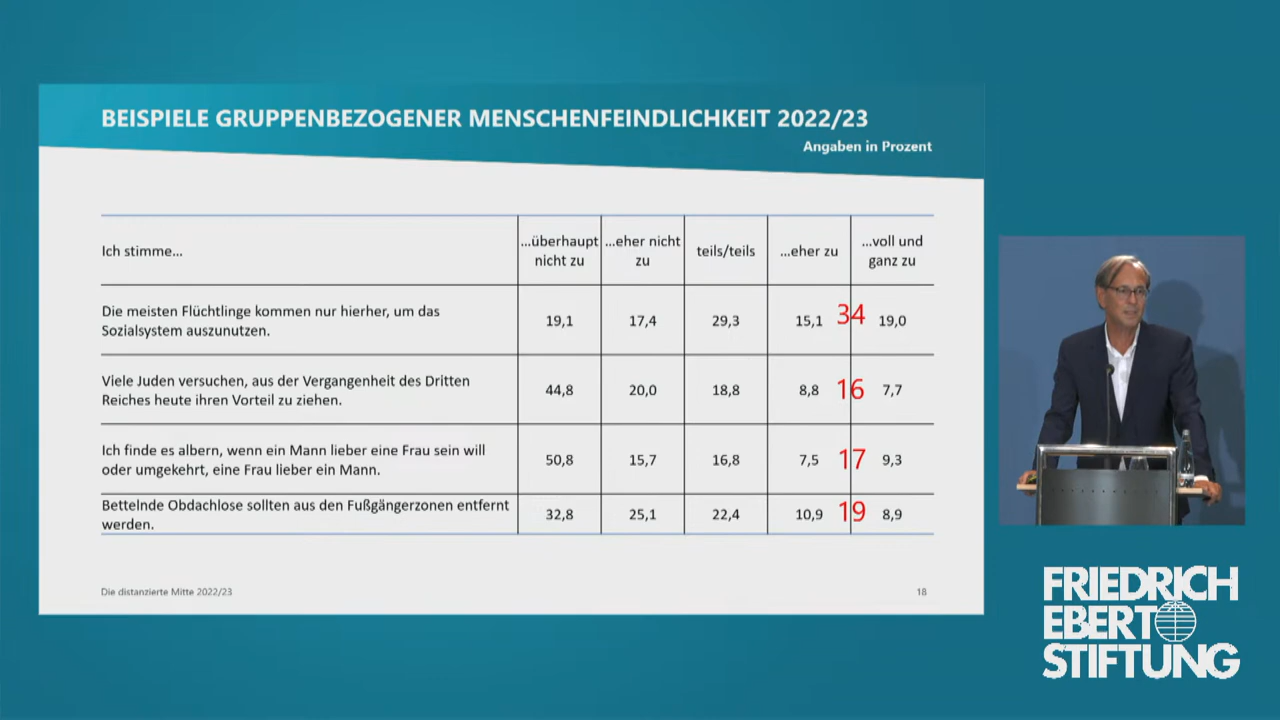 BEISPIELE GRUPPENBEZOGENER MENSCHENFEINDLICHKEIT 2022/23
Angaben in Prozent
Ich stimme... ...überhaupt nicht zu ...eher nicht zu teils/teils ...eher zu ...voll und ganz zu
Die meisten Flüchtlinge kommen nur hierher, um das
Sozialsystem auszunutzen.
19,1 17,4 29,3 15,1 34 19,0
Viele Juden versuchen, aus der Vergangenheit des Dritten
Reiches heute ihren Vorteil zu ziehen.
44,8 20,0 18,8 8,8 16 7,7
Ich finde es albern, wenn ein Mann lieber eine Frau sein will
oder umgekehrt, eine Frau lieber ein Mann.
50,8 15,7 16,8 7,5 17 9,3
Bettelnde Obdachlose sollten aus den Fußgängerzonen entfernt
werden.
32,8 25,1 22,4 10,9 19 8,9
Die distanzierte Mitte 2022/23
18
FRIEDRICH
EBERT
STIFTUNG